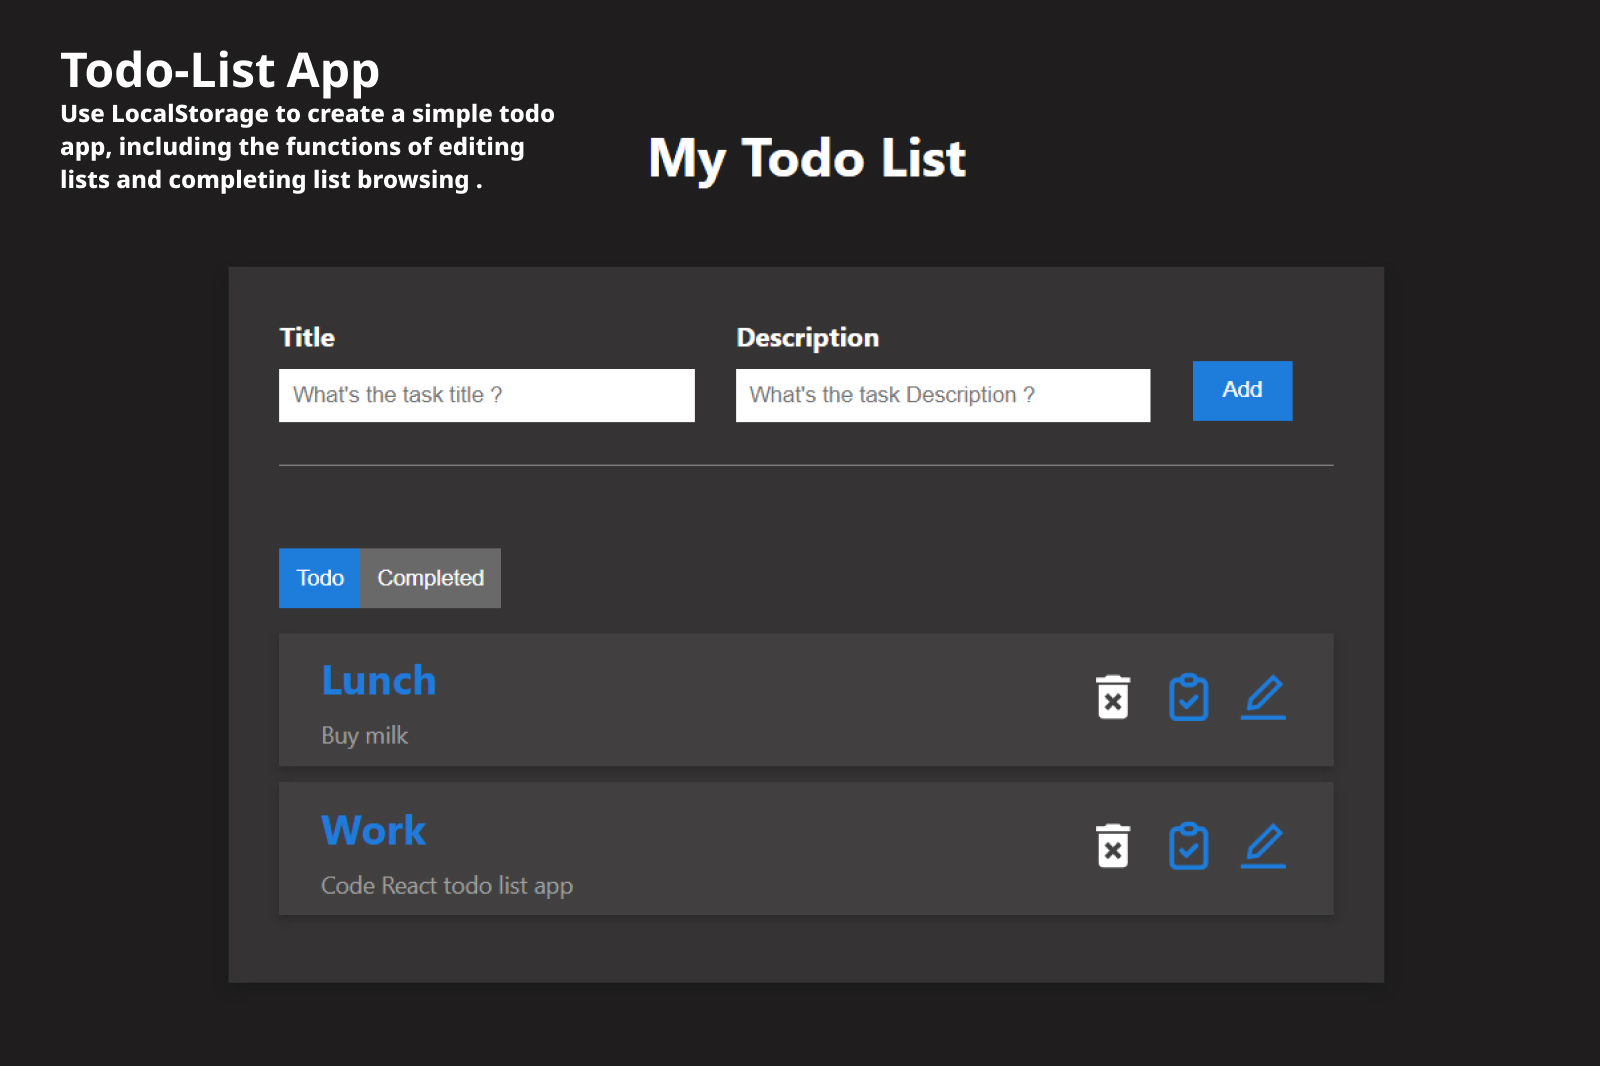 Todo-List App
Use LocalStorage to create a simple todo
app, including the functions of editing
lists and completing list browsing .
My Todo List
Title
Description
What's the task title ?
What's the task Description ?
Add
Todo
Completed
Lunch
Buy milk
Work
Code React todo list app